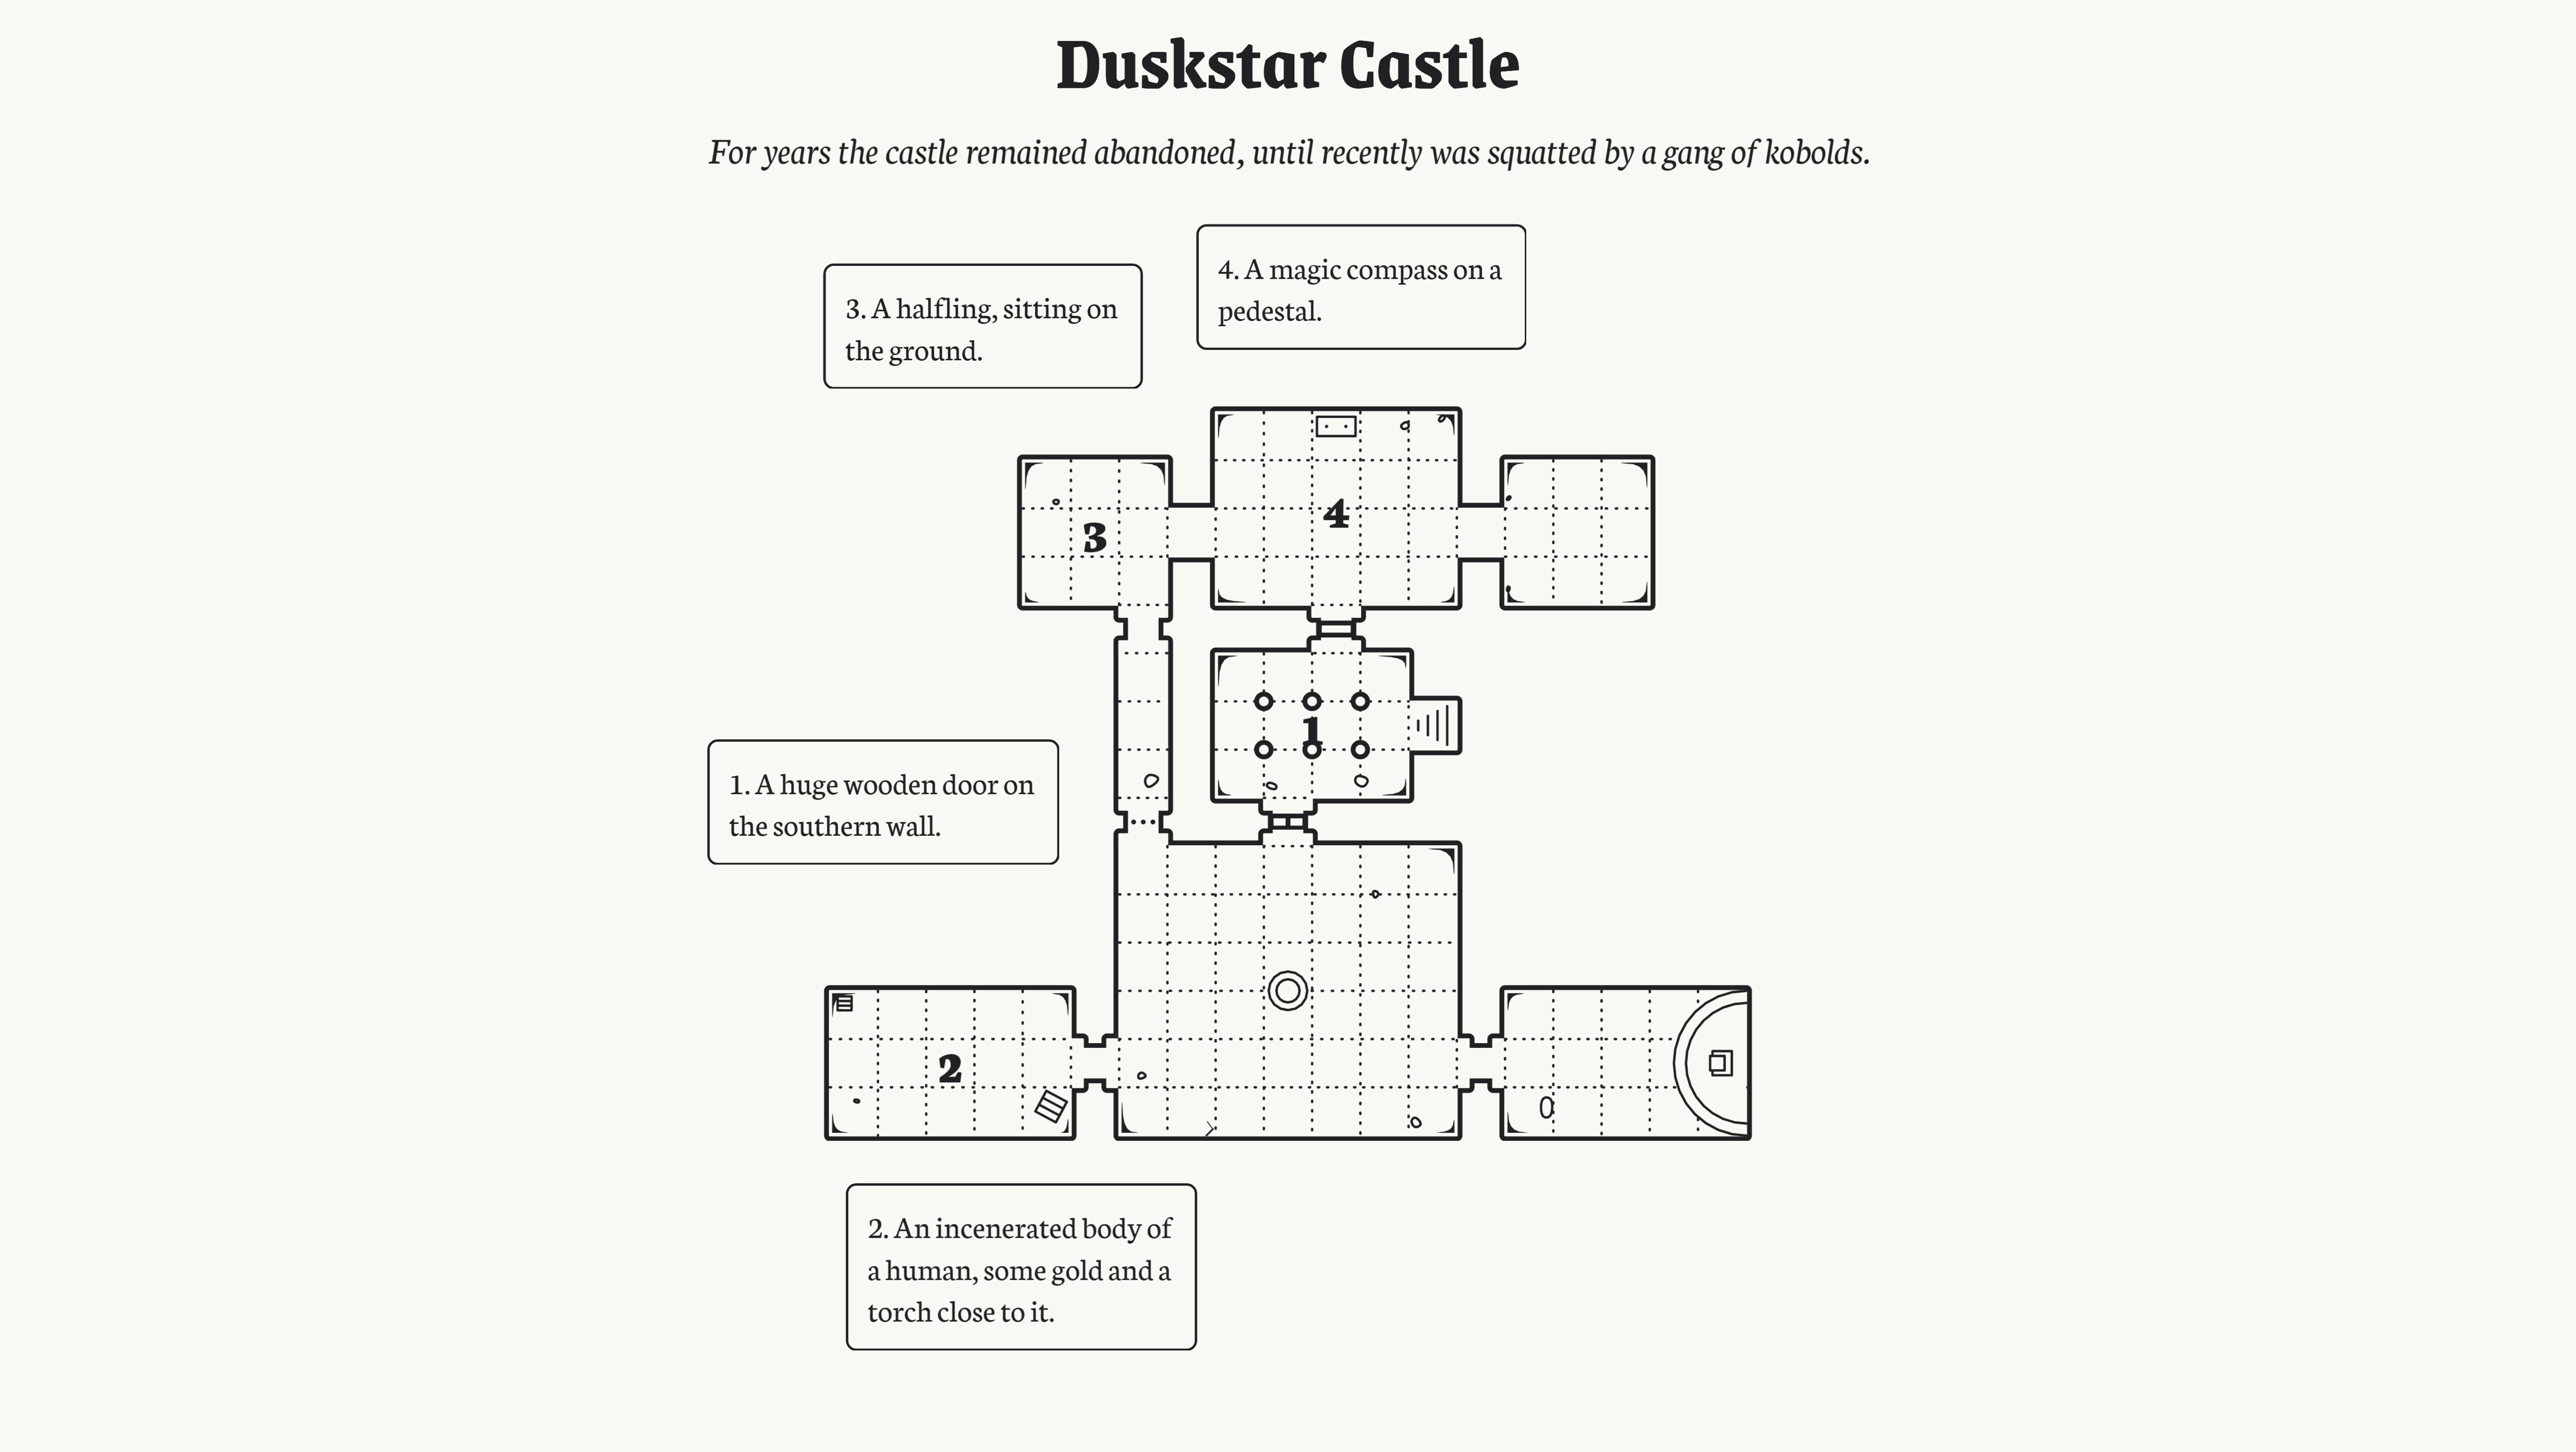 Duskstar Castle
For years the castle remained abandoned, until recently was squatted by a gang of kobolds.
3. A halfling, sitting on
the ground.
4. A magic compass on a
pedestal.
3
4
1
1. A huge wooden door on
the southern wall.
2
2. An incenerated body of
a human, some gold and a
torch close to it.